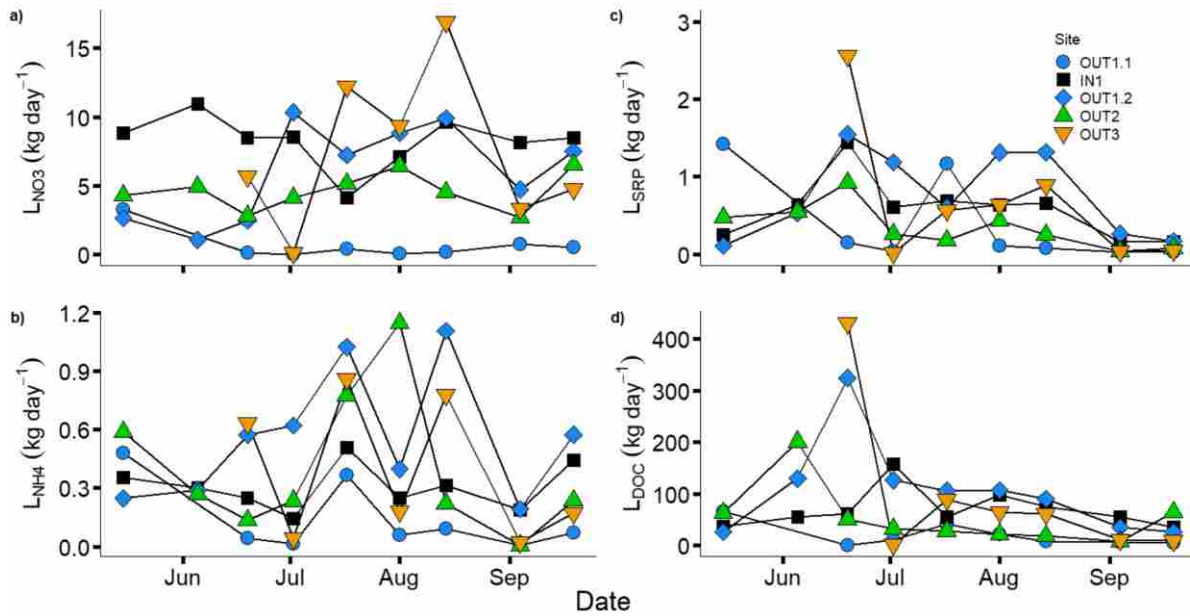 a)
15
10
5
0
L_NO3 (kg day⁻¹)
c)
3
2
1
0
L_SRP (kg day⁻¹)
Site
OUT1.1
IN1
OUT1.2
OUT2
OUT3
b)
1.2
0.9
0.6
0.3
0.0
L_NH4 (kg day⁻¹)
Jun Jul Aug Sep
d)
400
300
200
100
0
L_DOC (kg day⁻¹)
Jun Jul Aug Sep
Date